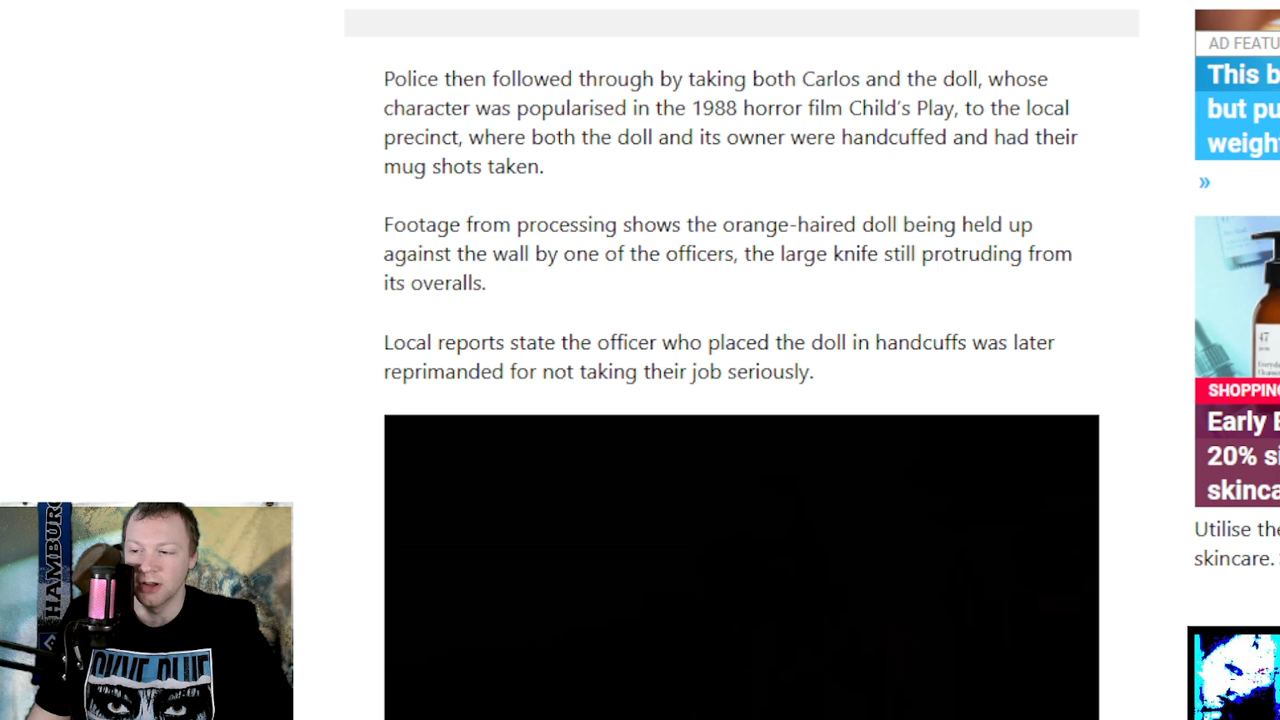 Police then followed through by taking both Carlos and the doll, whose
character was popularised in the 1988 horror film Child's Play, to the local
precinct, where both the doll and its owner were handcuffed and had their
mug shots taken.
Footage from processing shows the orange-haired doll being held up
against the wall by one of the officers, the large knife still protruding from
its overalls.
Local reports state the officer who placed the doll in handcuffs was later
reprimanded for not taking their job seriously.
AD FEATU
This b
but pu
weigh
»
47
SHOPPING
Early B
20% si
skinca
Utilise the
skincare.
HAMBURG